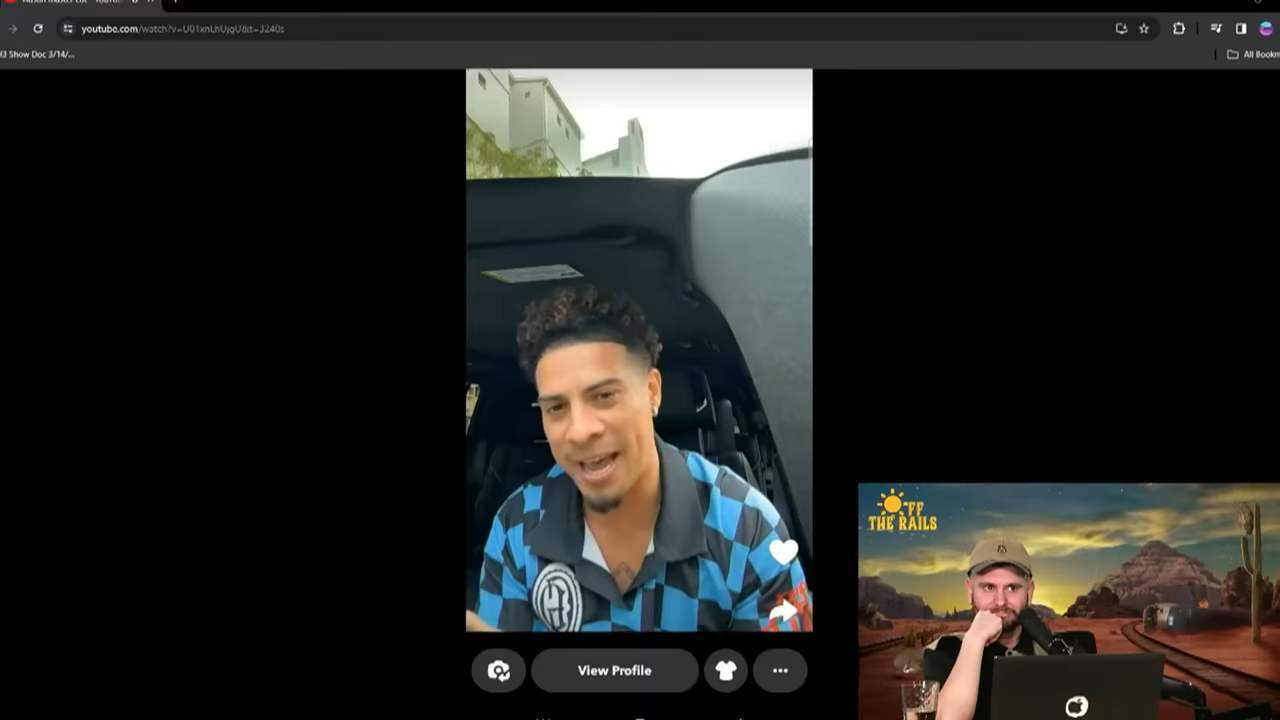 youtube.com/watch?v=U01xnLhUjgU&t=3240s
Show Doc 3/14/...
All Bookm
View Profile
OFF
THE RAILS